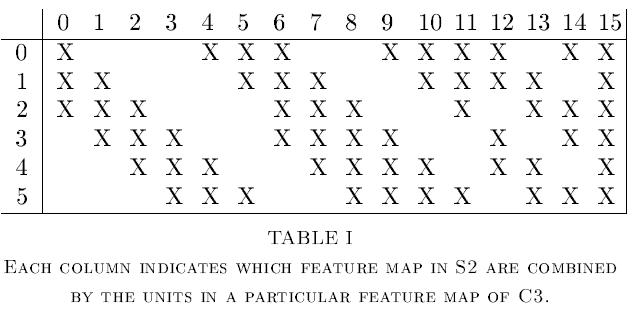 0 1 2 3 4 5 6 7 8 9 10 11 12 13 14 15
0 X X X X X X X X X X
1 X X X X X X X X X X
2 X X X X X X X X X X
3 X X X X X X X X X X
4 X X X X X X X X X X
5 X X X X X X X X X X
TABLE I
Each column indicates which feature map in S2 are combined
by the units in a particular feature map of C3.